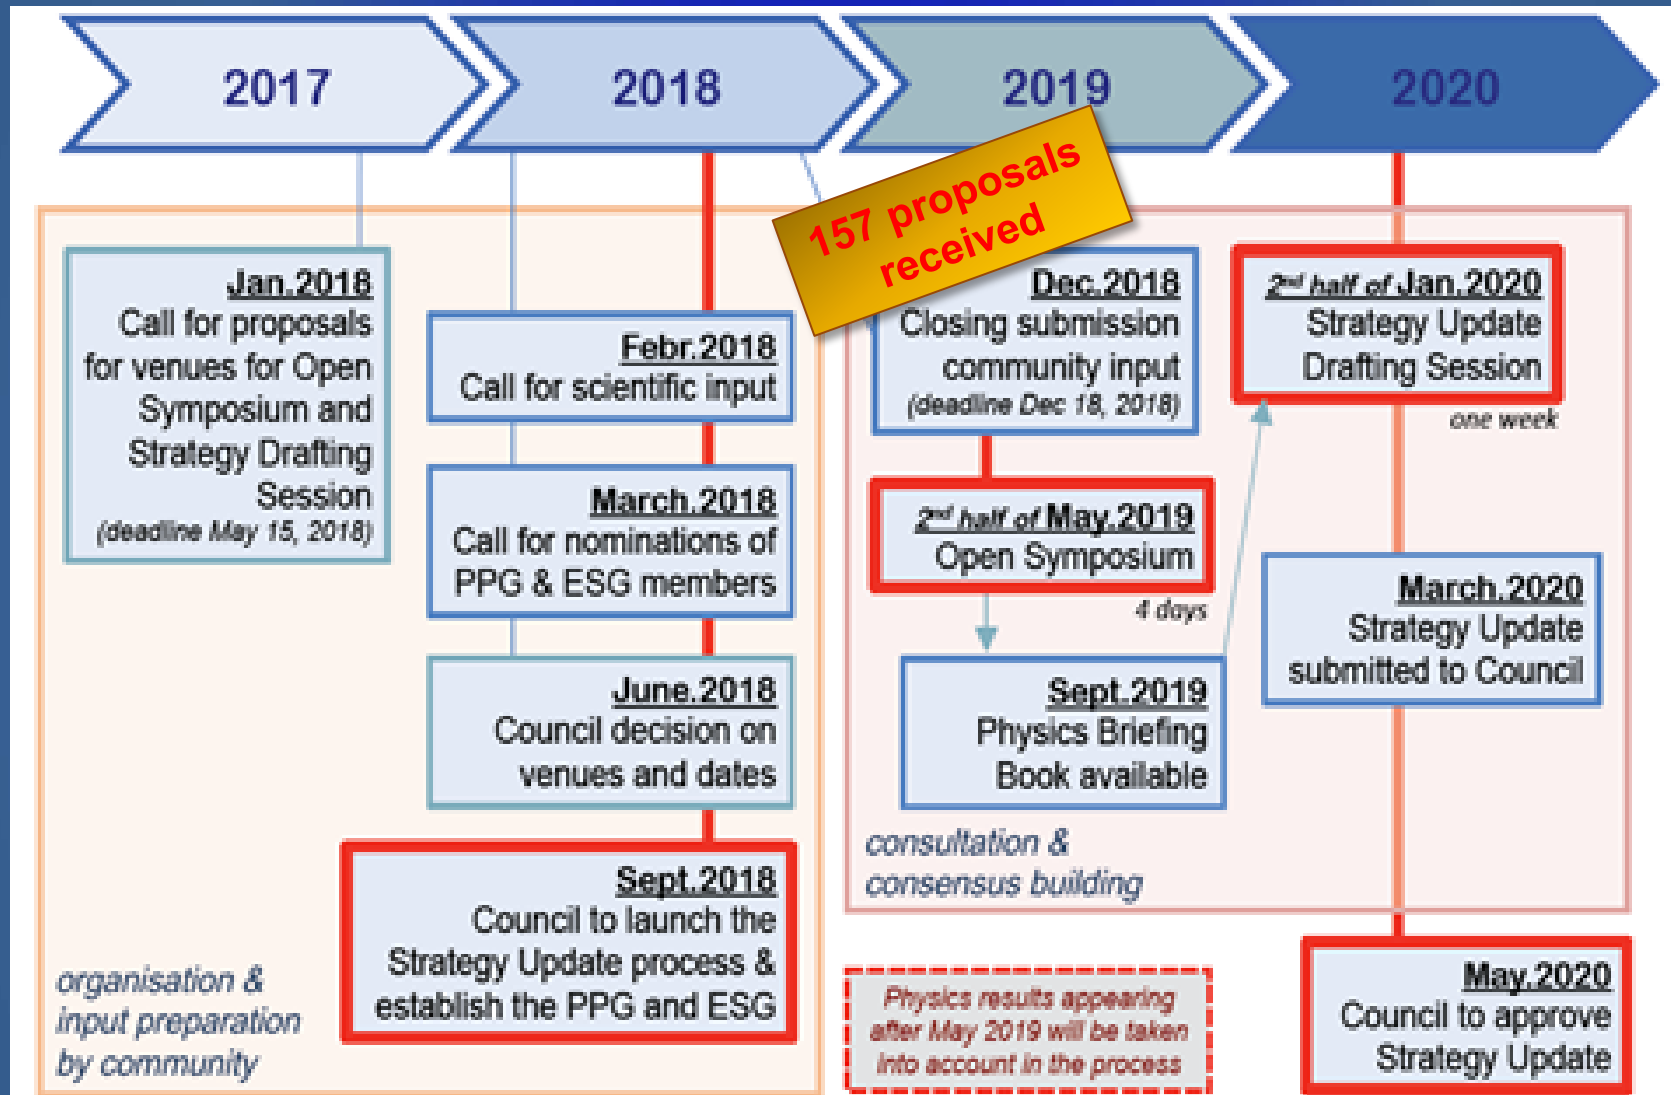 2017
2018
2019
2020
157 proposals
received
Jan.2018
Call for proposals
for venues for Open
Symposium and
Strategy Drafting
Session
(deadline May 15, 2018)
Febr.2018
Call for scientific input
March.2018
Call for nominations of
PPG & ESG members
June.2018
Council decision on
venues and dates
Sept.2018
Council to launch the
Strategy Update process &
establish the PPG and ESG
organisation &
input preparation
by community
Dec.2018
Closing submission
community input
(deadline Dec 18, 2018)
2nd half of May.2019
Open Symposium
4 days
Sept.2019
Physics Briefing
Book available
consultation &
consensus building
Physics results appearing
after May 2019 will be taken
into account in the process
2nd half of Jan.2020
Strategy Update
Drafting Session
one week
March.2020
Strategy Update
submitted to Council
May.2020
Council to approve
Strategy Update